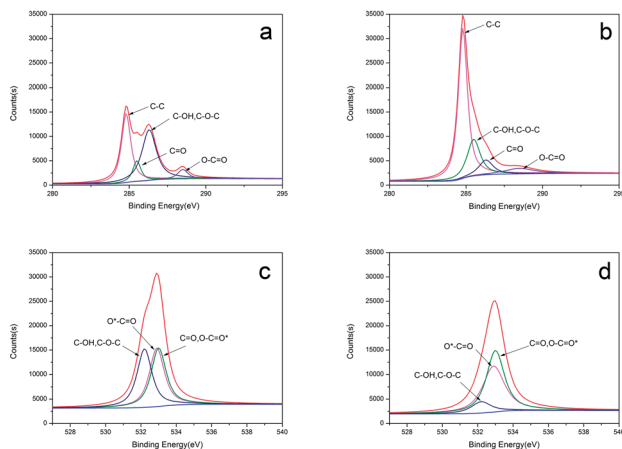 a
35000
30000
25000
20000
15000
10000
5000
0
Counts(s)
C-C
C-OH,C-O-C
C=O
O-C=O
280 285 290 295
Binding Energy(eV)
b
35000
30000
25000
20000
15000
10000
5000
0
Counts(s)
C-C
C-OH,C-O-C
C=O
O-C=O
280 285 290 295
Binding Energy(eV)
c
35000
30000
25000
20000
15000
10000
5000
0
Counts(s)
O*-C=O
C-OH,C-O-C
C=O,O-C=O*
528 530 532 534 536 538 540
Binding Energy(eV)
d
35000
30000
25000
20000
15000
10000
5000
0
Counts(s)
O*-C=O
C=O,O-C=O*
C-OH,C-O-C
528 530 532 534 536 538 540
Binding Energy(eV)